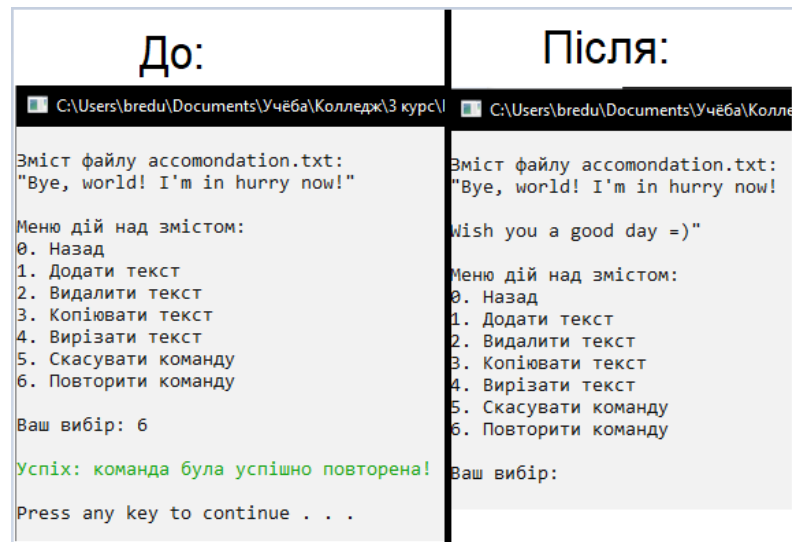 До:
C:\Users\bredu\Documents\Учёба\Колледж\3 курс\
Зміст файлу accomondation.txt:
"Bye, world! I'm in hurry now!"
Меню дій над змістом:
0. Назад
1. Додати текст
2. Видалити текст
3. Копіювати текст
4. Вирізати текст
5. Скасувати команду
6. Повторити команду
Ваш вибір: 6
Успіх: команда була успішно повторена!
Press any key to continue . . .
Після:
C:\Users\bredu\Documents\Учёба\Колле
Зміст файлу accomondation.txt:
"Bye, world! I'm in hurry now!
Wish you a good day =)"
Меню дій над змістом:
0. Назад
1. Додати текст
2. Видалити текст
3. Копіювати текст
4. Вирізати текст
5. Скасувати команду
6. Повторити команду
Ваш вибір: